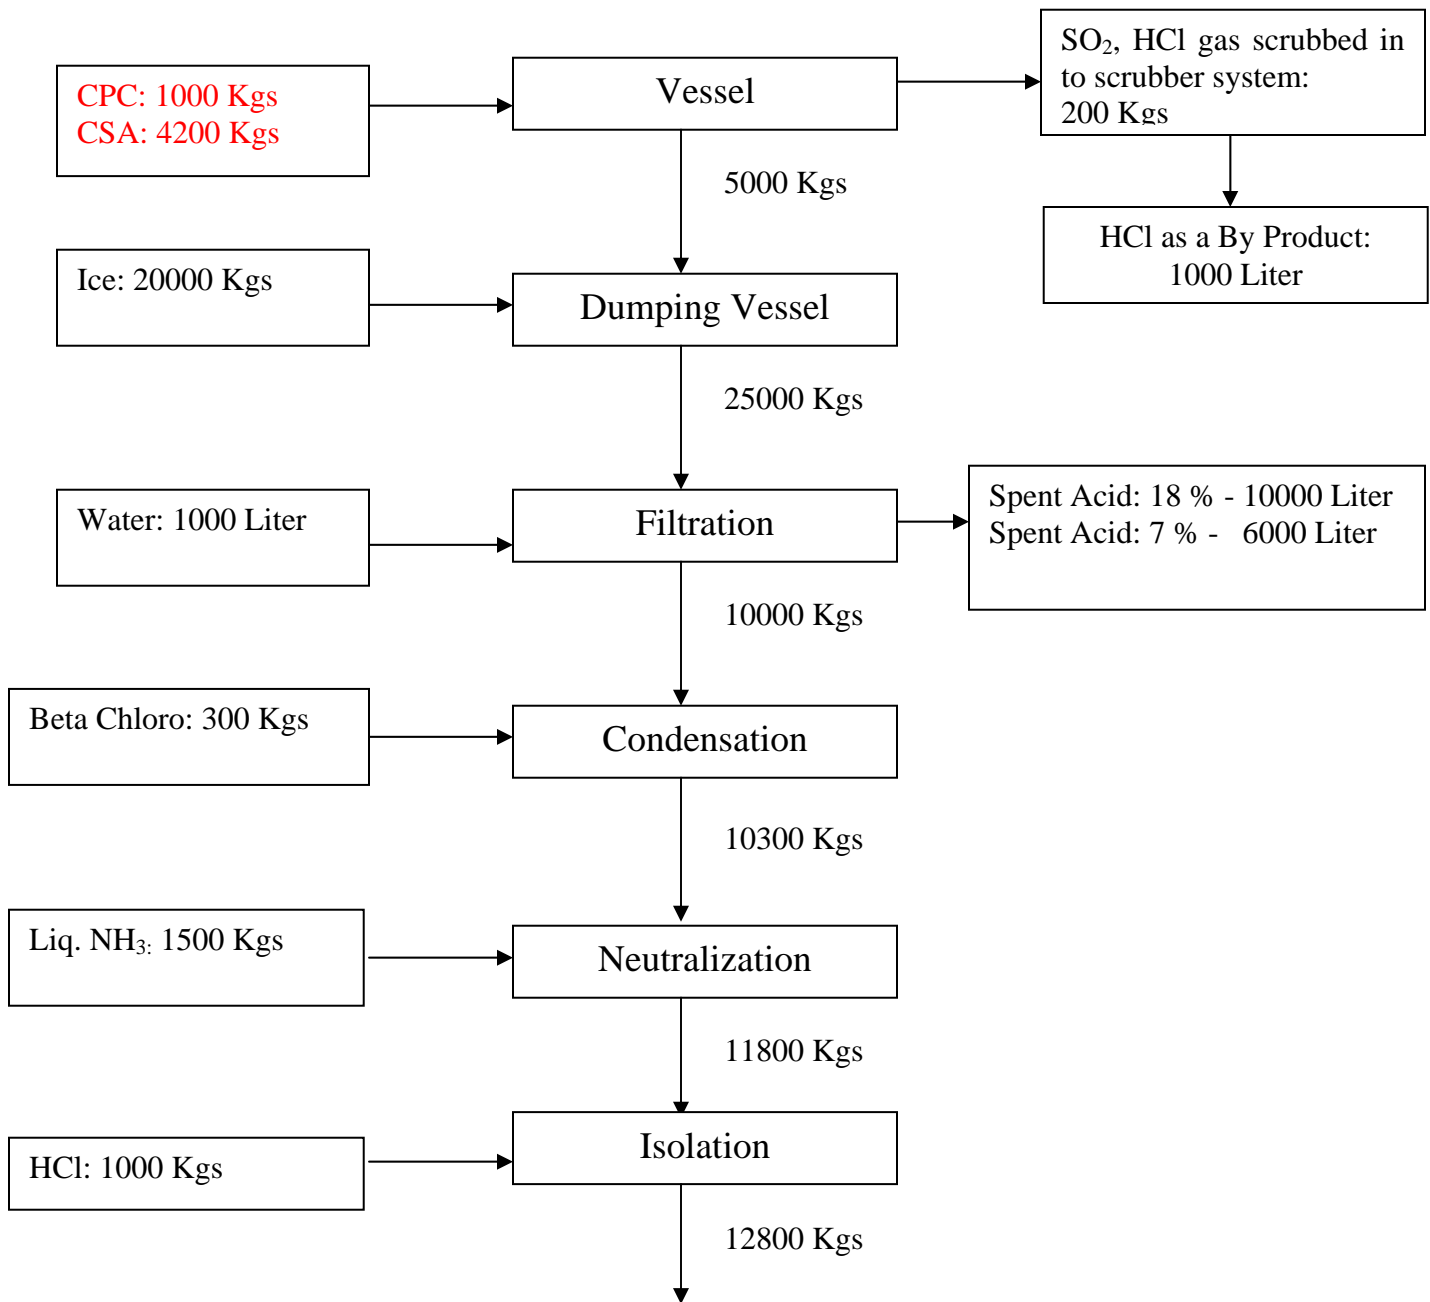 CPC: 1000 Kgs
CSA: 4200 Kgs
Vessel
SO₂, HCl gas scrubbed in
to scrubber system:
200 Kgs
5000 Kgs
HCl as a By Product:
1000 Liter
Ice: 20000 Kgs
Dumping Vessel
25000 Kgs
Water: 1000 Liter
Filtration
Spent Acid: 18 % - 10000 Liter
Spent Acid: 7 % -   6000 Liter
10000 Kgs
Beta Chloro: 300 Kgs
Condensation
10300 Kgs
Liq. NH₃: 1500 Kgs
Neutralization
11800 Kgs
HCl: 1000 Kgs
Isolation
12800 Kgs